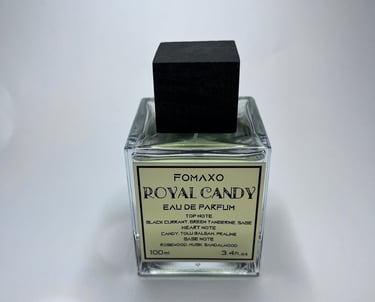 FOMAXO
ROYAL CANDY
EAU DE PARFUM
TOP NOTE
BLACK CURRANT, GREEN TANGERINE, SAGE
HEART NOTE
CANDY, TOLU BALSAM, PRALINE
BASE NOTE
ROSEWOOD, MUSK, SANDALWOOD
100ml 3.4fl.oz